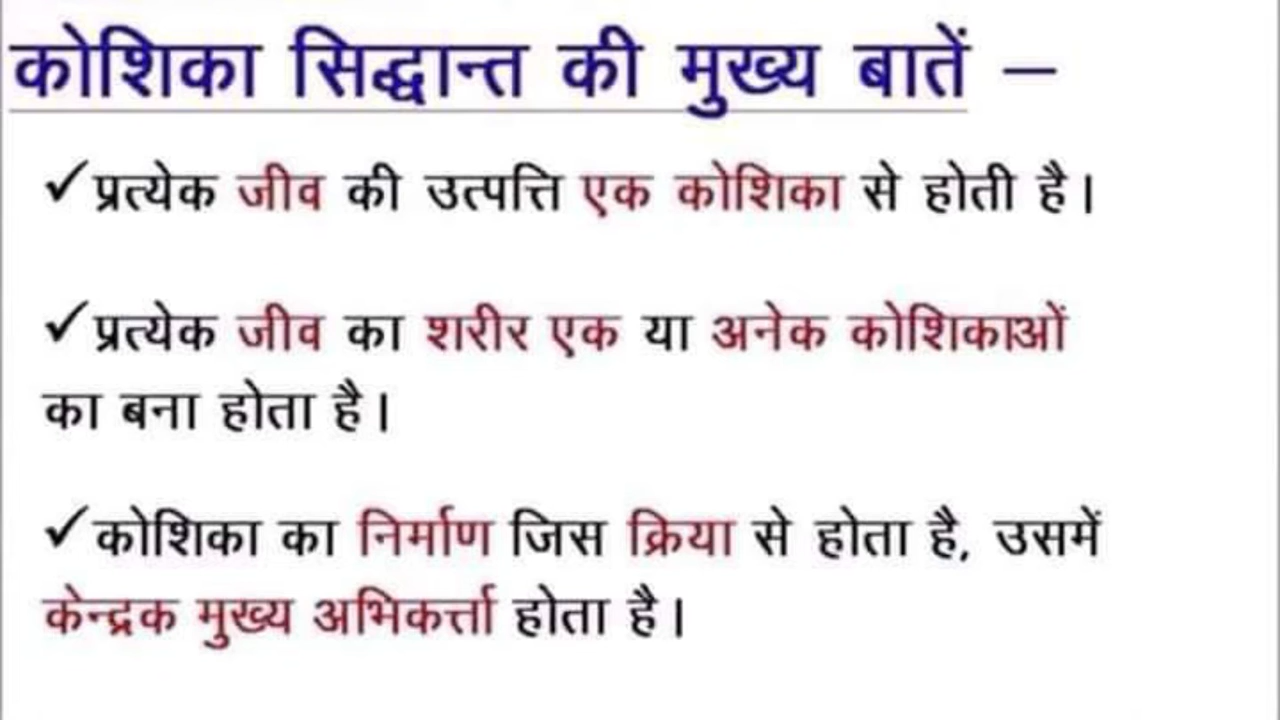 कोशिका सिद्धान्त की मुख्य बातें –
✓प्रत्येक जीव की उत्पत्ति एक कोशिका से होती है।
✓प्रत्येक जीव का शरीर एक या अनेक कोशिकाओं
का बना होता है।
✓कोशिका का निर्माण जिस क्रिया से होता है, उसमें
केन्द्रक मुख्य अभिकर्त्ता होता है।